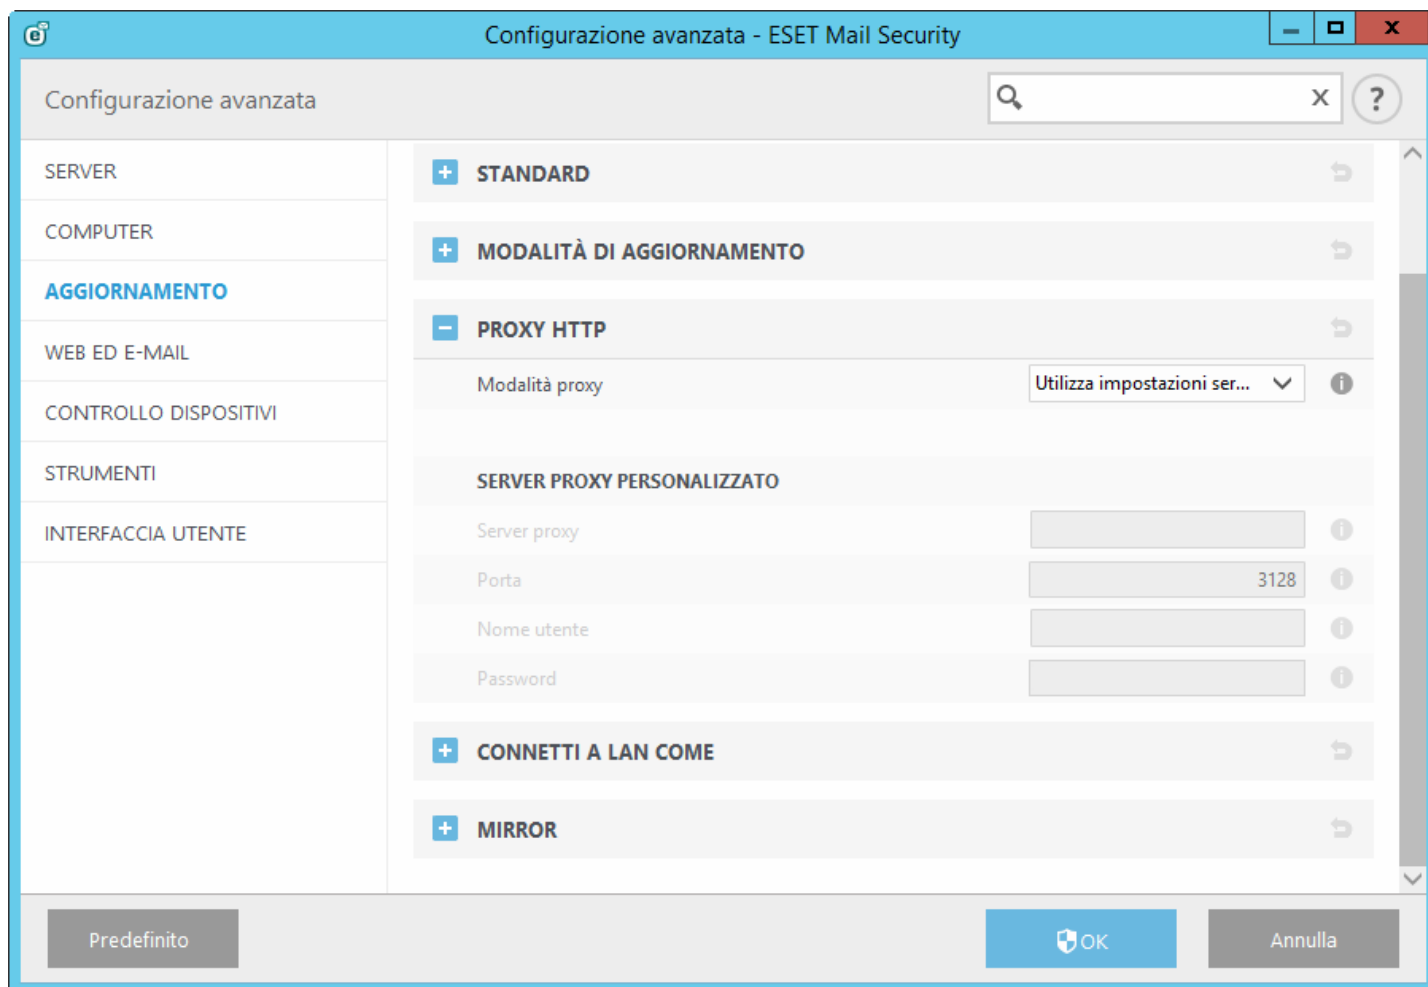 Configurazione avanzata - ESET Mail Security
Configurazione avanzata
?
SERVER
COMPUTER
AGGIORNAMENTO
WEB ED E-MAIL
CONTROLLO DISPOSITIVI
STRUMENTI
INTERFACCIA UTENTE
STANDARD
MODALITÀ DI AGGIORNAMENTO
PROXY HTTP
Modalità proxy
Utilizza impostazioni ser...
SERVER PROXY PERSONALIZZATO
Server proxy
Porta
3128
Nome utente
Password
CONNETTI A LAN COME
MIRROR
Predefinito
OK
Annulla